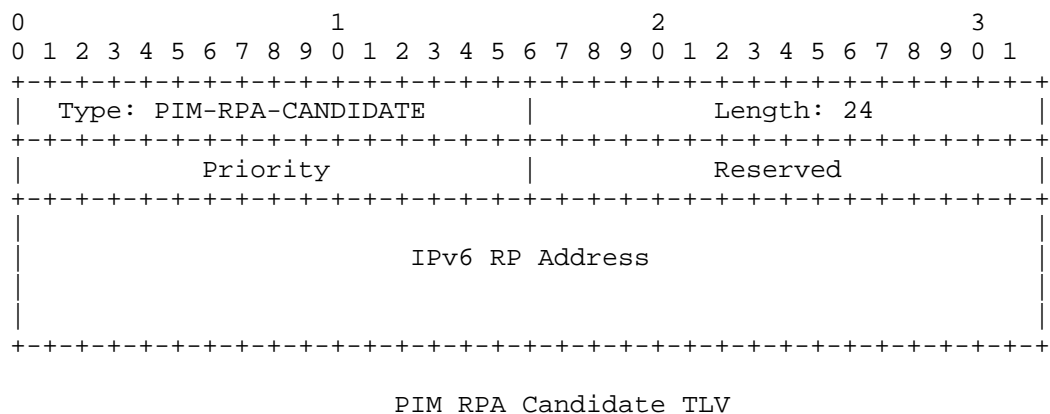 0                   1                   2                   3
0 1 2 3 4 5 6 7 8 9 0 1 2 3 4 5 6 7 8 9 0 1 2 3 4 5 6 7 8 9 0 1
+-+-+-+-+-+-+-+-+-+-+-+-+-+-+-+-+-+-+-+-+-+-+-+-+-+-+-+-+-+-+-+-+
|  Type: PIM-RPA-CANDIDATE      |           Length: 24          |
+-+-+-+-+-+-+-+-+-+-+-+-+-+-+-+-+-+-+-+-+-+-+-+-+-+-+-+-+-+-+-+-+
|           Priority            |           Reserved            |
+-+-+-+-+-+-+-+-+-+-+-+-+-+-+-+-+-+-+-+-+-+-+-+-+-+-+-+-+-+-+-+-+
|                                                               |
|                        IPv6 RP Address                        |
|                                                               |
|                                                               |
+-+-+-+-+-+-+-+-+-+-+-+-+-+-+-+-+-+-+-+-+-+-+-+-+-+-+-+-+-+-+-+-+
PIM RPA Candidate TLV